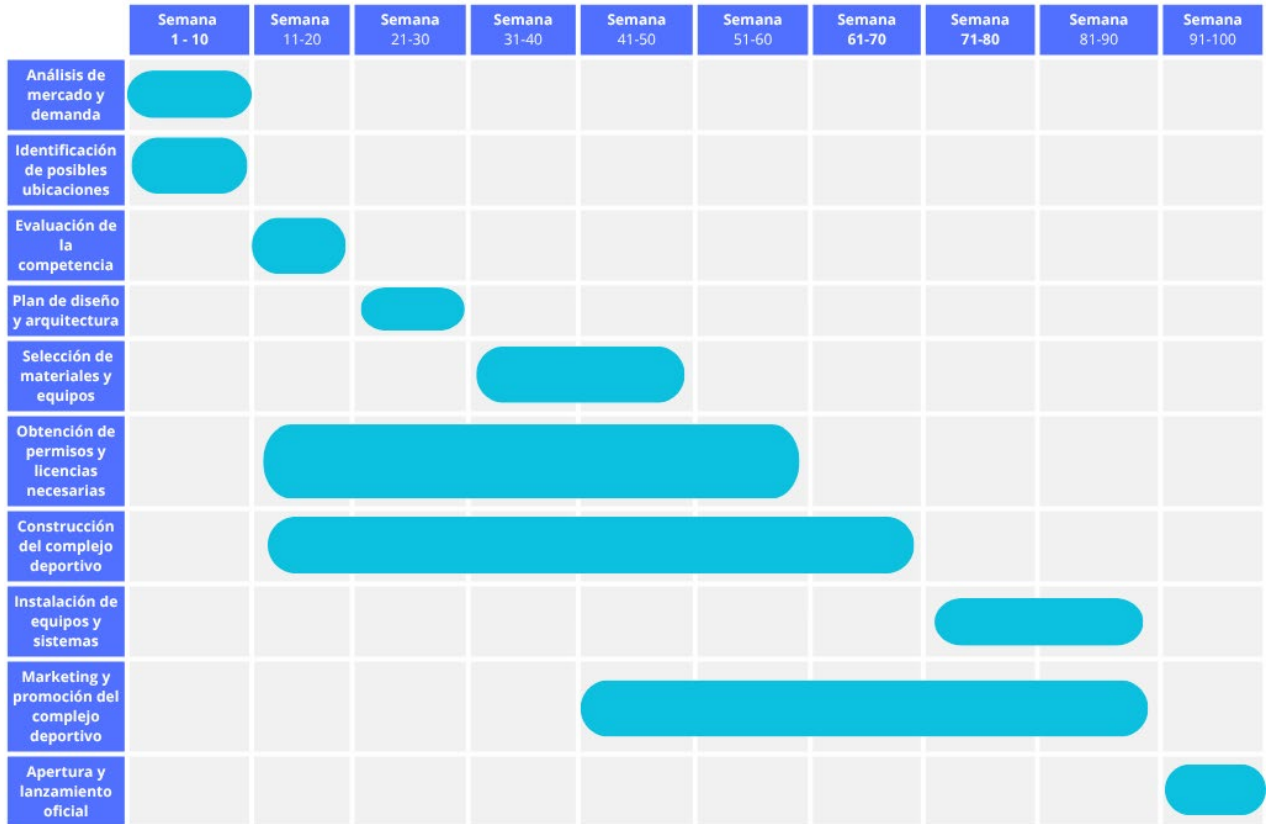 Semana
1 - 10
Semana
11-20
Semana
21-30
Semana
31-40
Semana
41-50
Semana
51-60
Semana
61-70
Semana
71-80
Semana
81-90
Semana
91-100
Análisis de
mercado y
demanda
Identificación
de posibles
ubicaciones
Evaluación de
la
competencia
Plan de diseño
y arquitectura
Selección de
materiales y
equipos
Obtención de
permisos y
licencias
necesarias
Construcción
del complejo
deportivo
Instalación de
equipos y
sistemas
Marketing y
promoción del
complejo
deportivo
Apertura y
lanzamiento
oficial